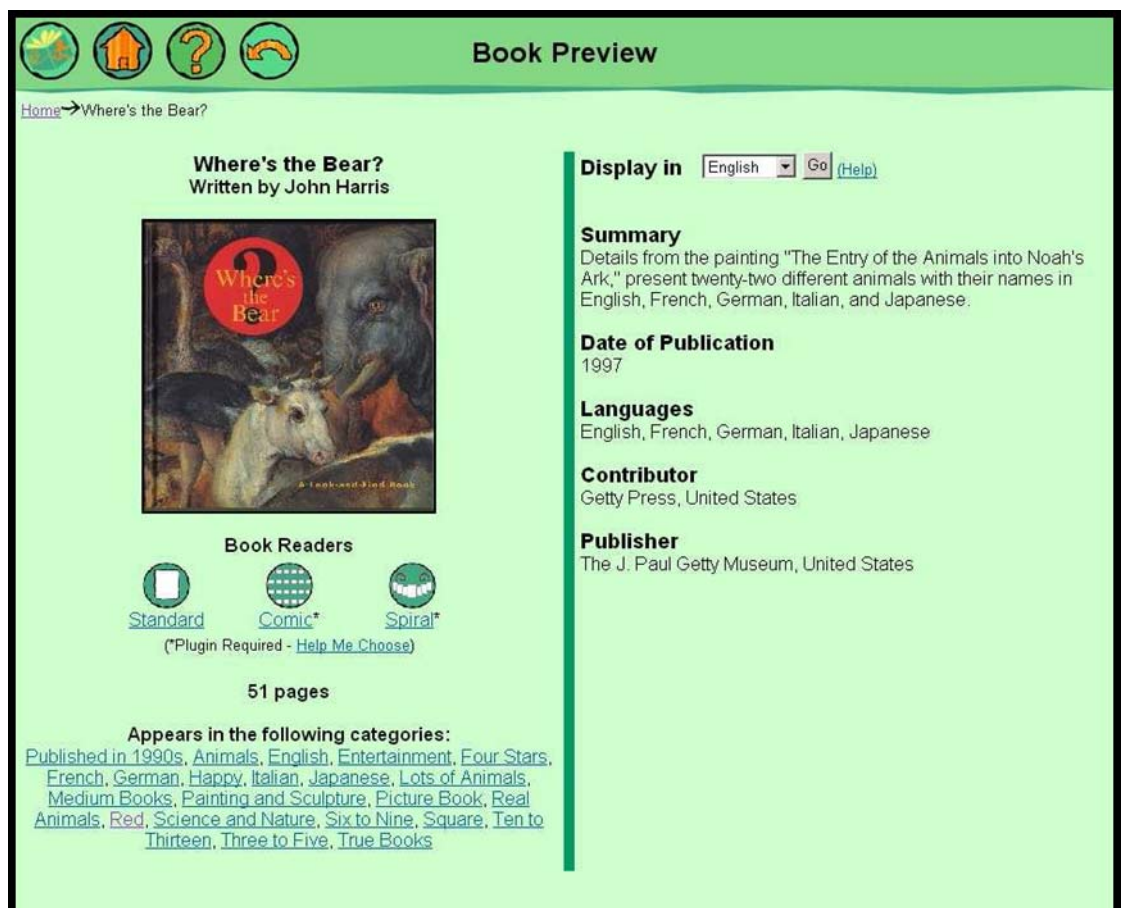 Book Preview
Home→Where's the Bear?
Where's the Bear?
Written by John Harris
Where's
the
Bear
?
A Look-and-Find Book
Book Readers
Standard
Comic*
Spiral*
(*Plugin Required - Help Me Choose)
51 pages
Appears in the following categories:
Published in 1990s, Animals, English, Entertainment, Four Stars,
French, German, Happy, Italian, Japanese, Lots of Animals,
Medium Books, Painting and Sculpture, Picture Book, Real
Animals, Red, Science and Nature, Six to Nine, Square, Ten to
Thirteen, Three to Five, True Books
Display in English Go (Help)
Summary
Details from the painting "The Entry of the Animals into Noah's
Ark," present twenty-two different animals with their names in
English, French, German, Italian, and Japanese.
Date of Publication
1997
Languages
English, French, German, Italian, Japanese
Contributor
Getty Press, United States
Publisher
The J. Paul Getty Museum, United States